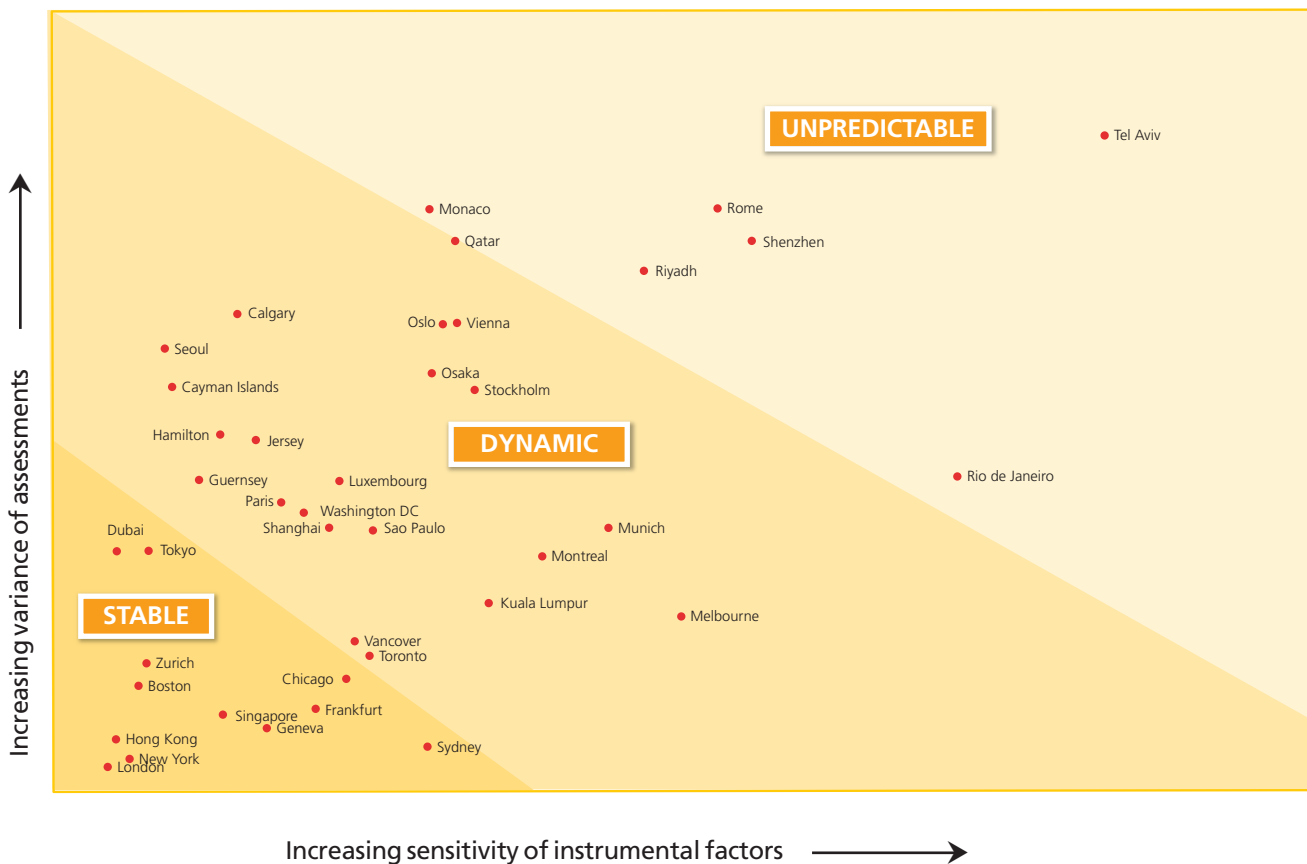 UNPREDICTABLE
Tel Aviv
Monaco
Rome
Qatar
Shenzhen
Riyadh
Calgary
Oslo
Vienna
Seoul
Osaka
Cayman Islands
Stockholm
Hamilton
Jersey
DYNAMIC
Guernsey
Luxembourg
Rio de Janeiro
Paris
Washington DC
Shanghai
Sao Paulo
Munich
Dubai
Tokyo
Montreal
STABLE
Kuala Lumpur
Melbourne
Vancover
Toronto
Zurich
Chicago
Boston
Singapore
Frankfurt
Geneva
Hong Kong
Sydney
New York
London
Increasing variance of assessments
Increasing sensitivity of instrumental factors